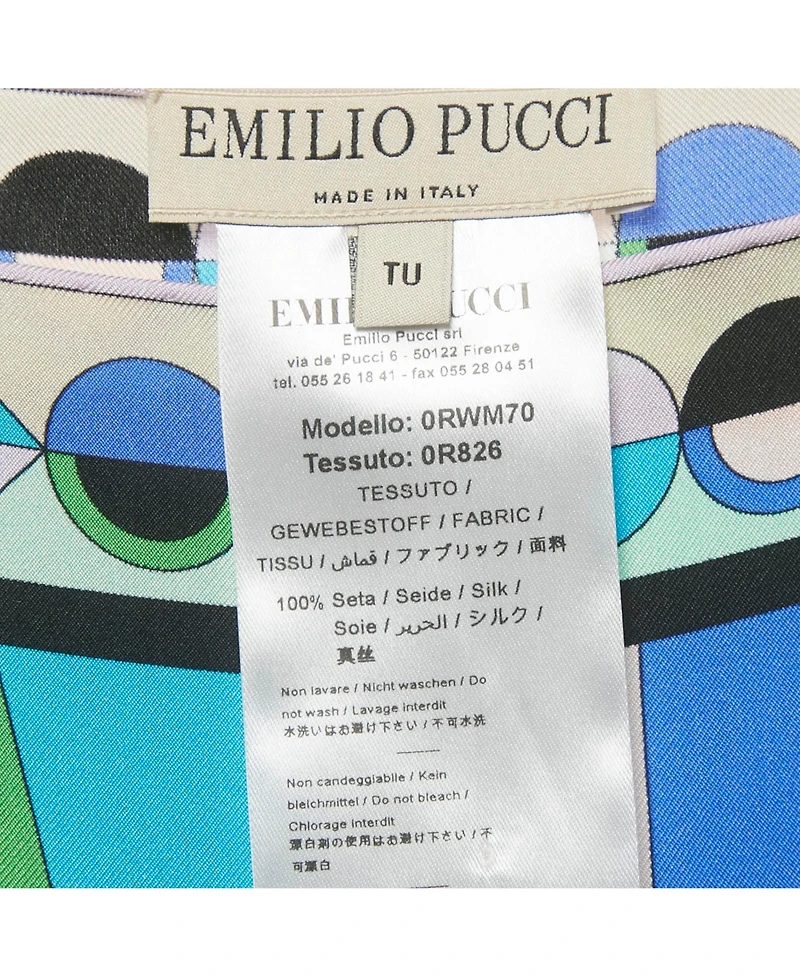 EMILIO PUCCI
MADE IN ITALY
TU
EMI UCCI
Emilio Pucci srl
via de' Pucci 6 - 50122 Firenze
tel. 055 26 18 41 - fax 055 28 04 51
Modello: 0RWM70
Tessuto: 0R826
TESSUTO /
GEWEBESTOFF / FABRIC /
TISSU / قماش / ファブリック / 面料
100% Seta / Seide / Silk /
Soie / الحرير / シルク /
真丝
Non lavare / Nicht waschen / Do
not wash / Lavage interdit
水洗いはお避け下さい / 不可水洗
Non candeggiabile / Kein
bleichmittel / Do not bleach /
Chlorage interdit
漂白剤の使用はお避け下さい / 不
可漂白